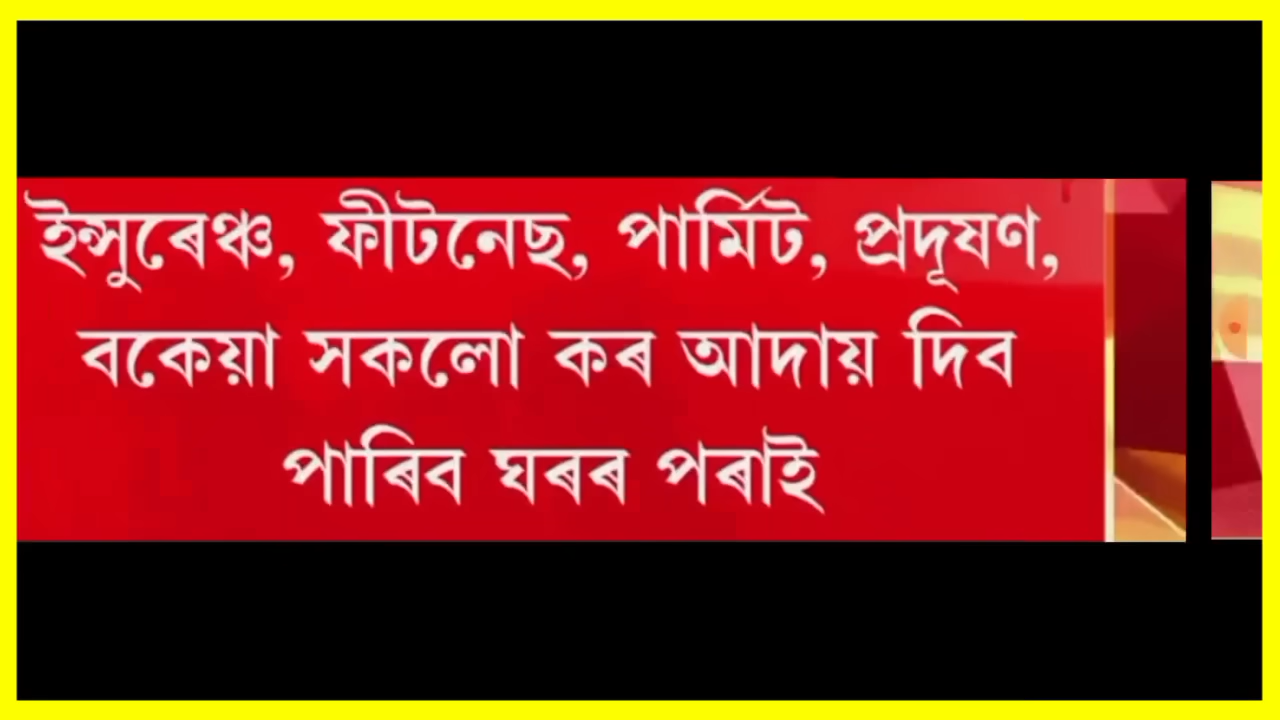 ইন্সুৰেঞ্চ, ফীটনেছ, পাৰ্মিট, প্ৰদূষণ,
বকেয়া সকলো কৰ আদায় দিব
পাৰিব ঘৰৰ পৰাই